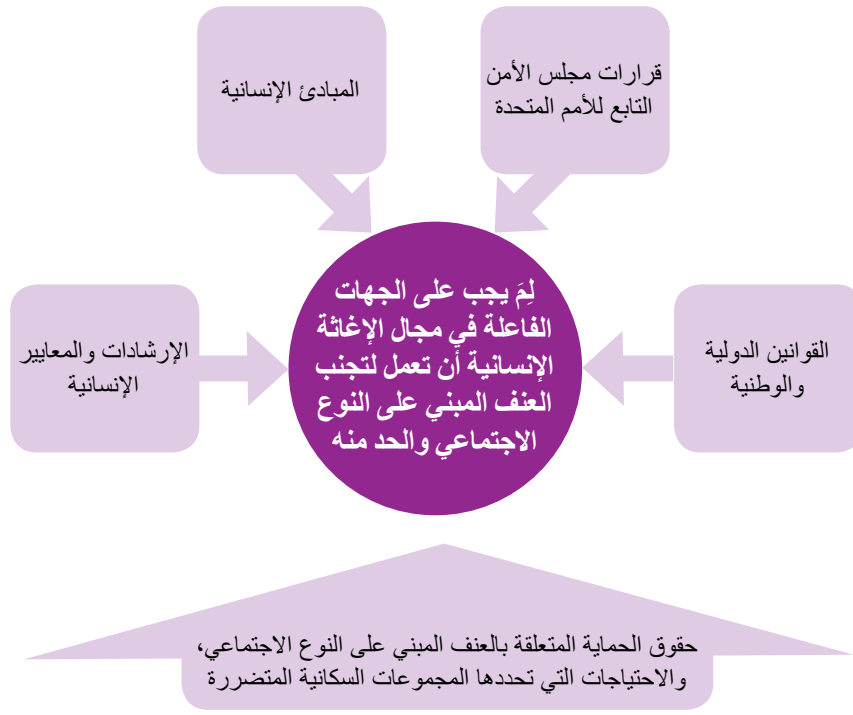 قرارات مجلس الأمن
التابع للأمم المتحدة
المبادئ الإنسانية
القوانين الدولية
والوطنية
لِمَ يجب على الجهات
الفاعلة في مجال الإغاثة
الإنسانية أن تعمل لتجنب
العنف المبني على النوع
الاجتماعي والحد منه
الإرشادات والمعايير
الإنسانية
حقوق الحماية المتعلقة بالعنف المبني على النوع الاجتماعي،
والاحتياجات التي تحددها المجموعات السكانية المتضررة